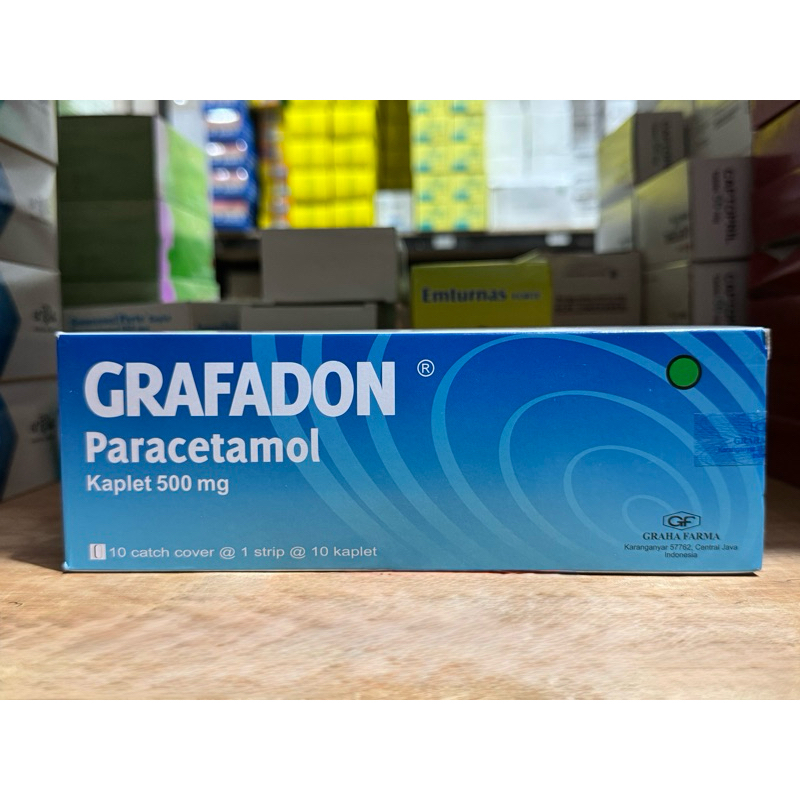 Emturnas FORTE
GRAFADON ®
Paracetamol
Kaplet 500 mg
10 catch cover @ 1 strip @ 10 kaplet
GF
GRAHA FARMA
Karanganyar 57762, Central Java
Indonesia